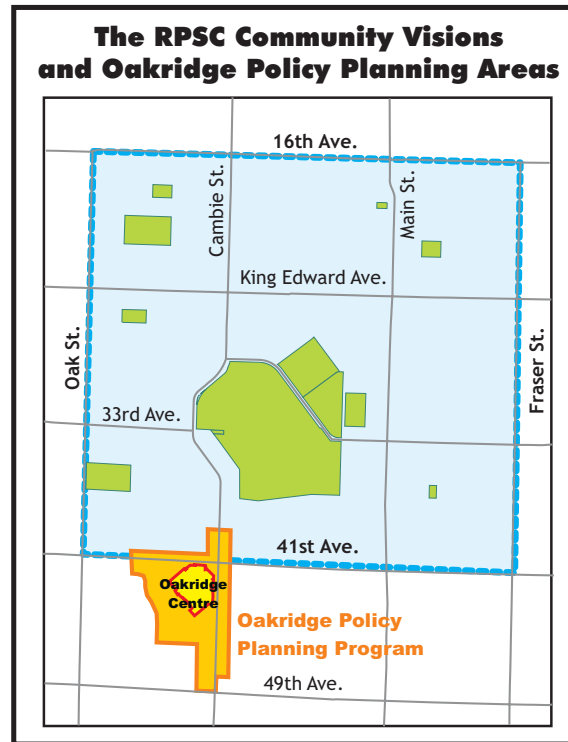 The RPSC Community Visions
and Oakridge Policy Planning Areas
16th Ave.
Cambie St.
Main St.
King Edward Ave.
Oak St.
Fraser St.
33rd Ave.
41st Ave.
Oakridge
Centre
Oakridge Policy
Planning Program
49th Ave.